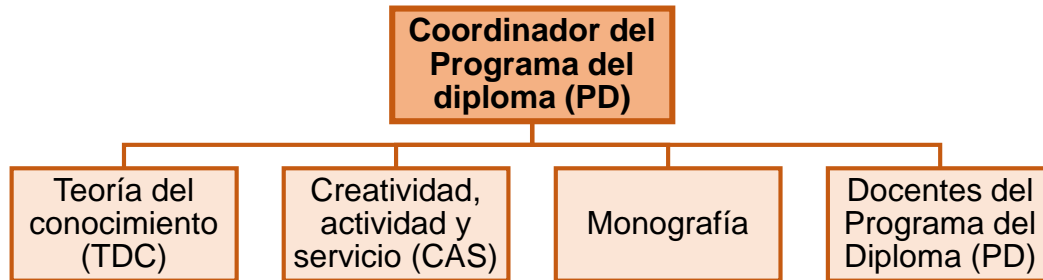 Coordinador del
Programa del
diploma (PD)
Teoría del
conocimiento
(TDC)
Creatividad,
actividad y
servicio (CAS)
Monografía
Docentes del
Programa del
Diploma (PD)